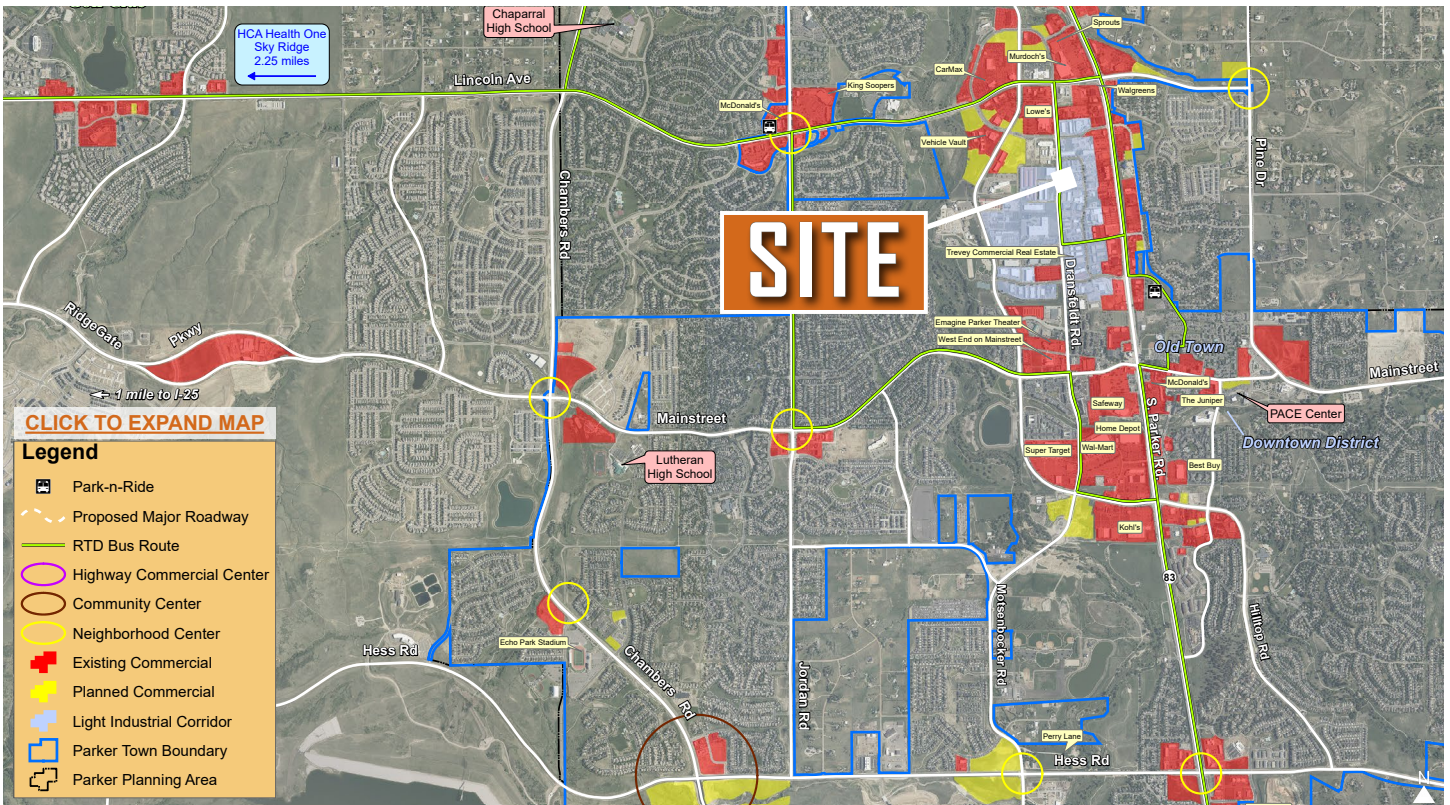 Chaparral
High School
HCA Health One
Sky Ridge
2.25 miles
Lincoln Ave
Sprouts
Murdoch's
CarMax
King Soopers
McDonald's
Walgreens
Lowe's
Vehicle Vault
Pine Dr
Chambers Rd
SITE
Trevey Commercial Real Estate
Dransfeldt Rd.
RidgeGate
Pkwy
Emagine Parker Theater
West End on Mainstreet
Old Town
1 mile to I-25
Mainstreet
McDonald's
The Juniper
Safeway
S. Parker Rd.
PACE Center
Mainstreet
Home Depot
Downtown District
Wal-Mart
Super Target
Best Buy
Lutheran
High School
Kohl's
83
CLICK TO EXPAND MAP
Legend
Park-n-Ride
Proposed Major Roadway
RTD Bus Route
Highway Commercial Center
Community Center
Neighborhood Center
Existing Commercial
Planned Commercial
Light Industrial Corridor
Parker Town Boundary
Parker Planning Area
Motsenbocker Rd
Hilltop Rd
Echo Park Stadium
Hess Rd
Chambers Rd
Jordan Rd
Perry Lane
Hess Rd
N